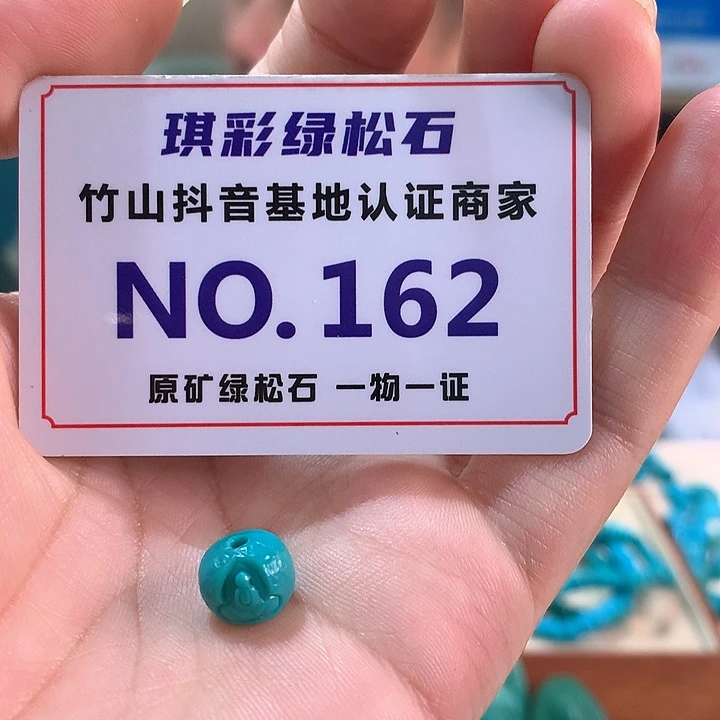 琪彩绿松石
竹山抖音基地认证商家
NO.162
原矿绿松石 一物一证